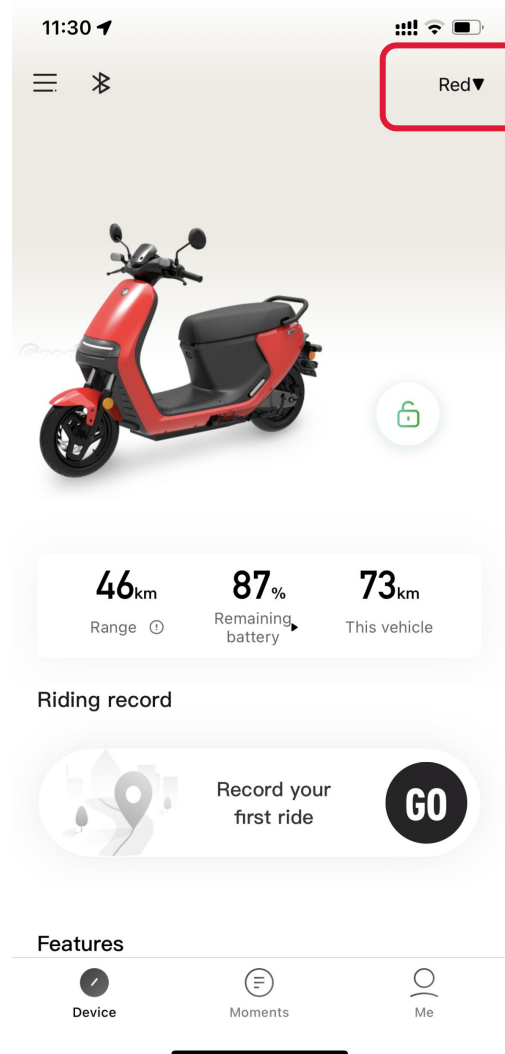 11:30
Red▼
46km
87%
73km
Range
Remaining
battery
This vehicle
Riding record
Record your
first ride
GO
Features
Device
Moments
Me